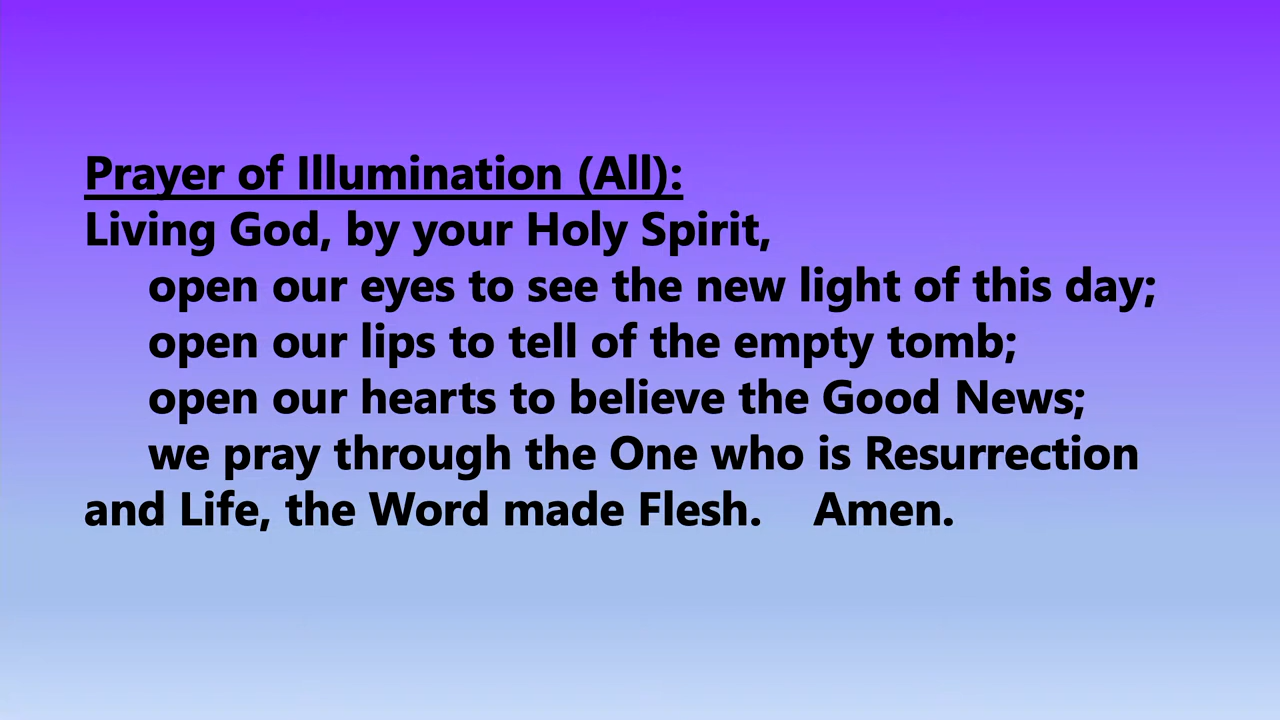 Prayer of Illumination (All):
Living God, by your Holy Spirit,
open our eyes to see the new light of this day;
open our lips to tell of the empty tomb;
open our hearts to believe the Good News;
we pray through the One who is Resurrection
and Life, the Word made Flesh. Amen.